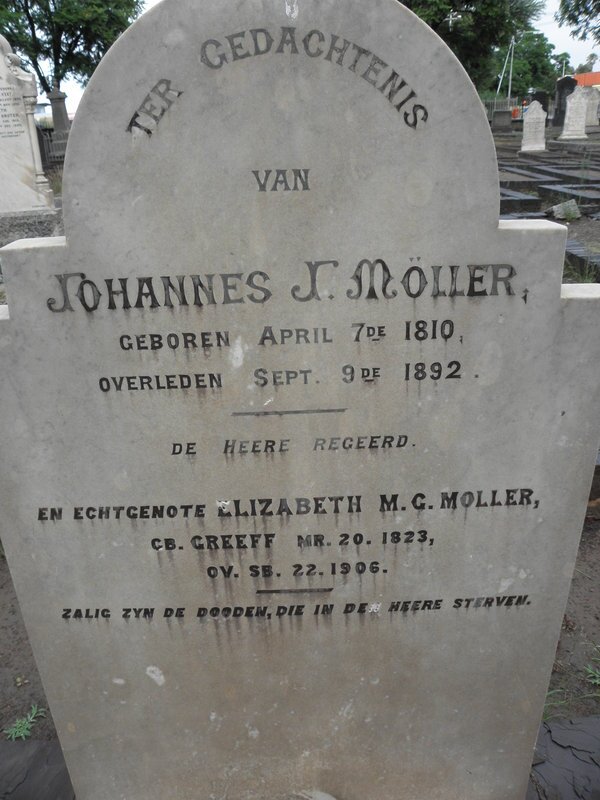 TER GEDACHTENIS
VAN
JOHANNES J. MÖLLER,
GEBOREN APRIL 7DE 1810,
OVERLEDEN SEPT. 9DE 1892.
DE HEERE REGEERD.
EN ECHTGENOTE ELIZABETH M.G. MOLLER,
GB. GREEFF MR. 20. 1823,
OV. SB. 22. 1906.
ZALIG ZYN DE DOODEN, DIE IN DEN HEERE STERVEN.